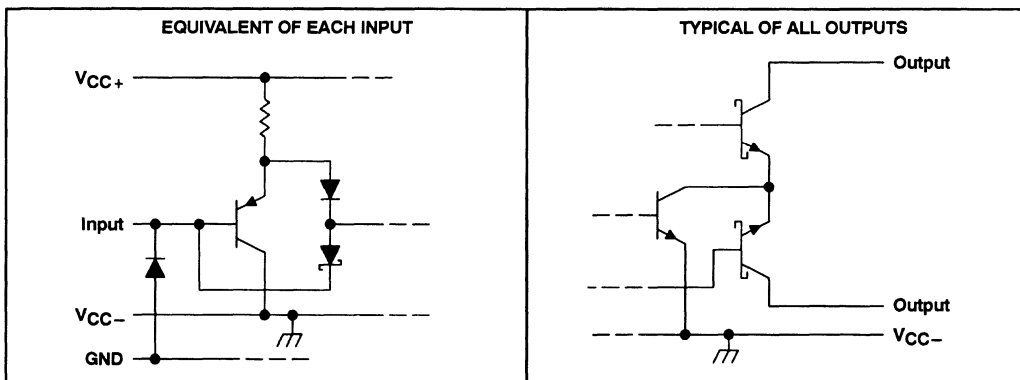 EQUIVALENT OF EACH INPUT
VCC+
Input
VCC−
GND
TYPICAL OF ALL OUTPUTS
Output
Output
VCC−